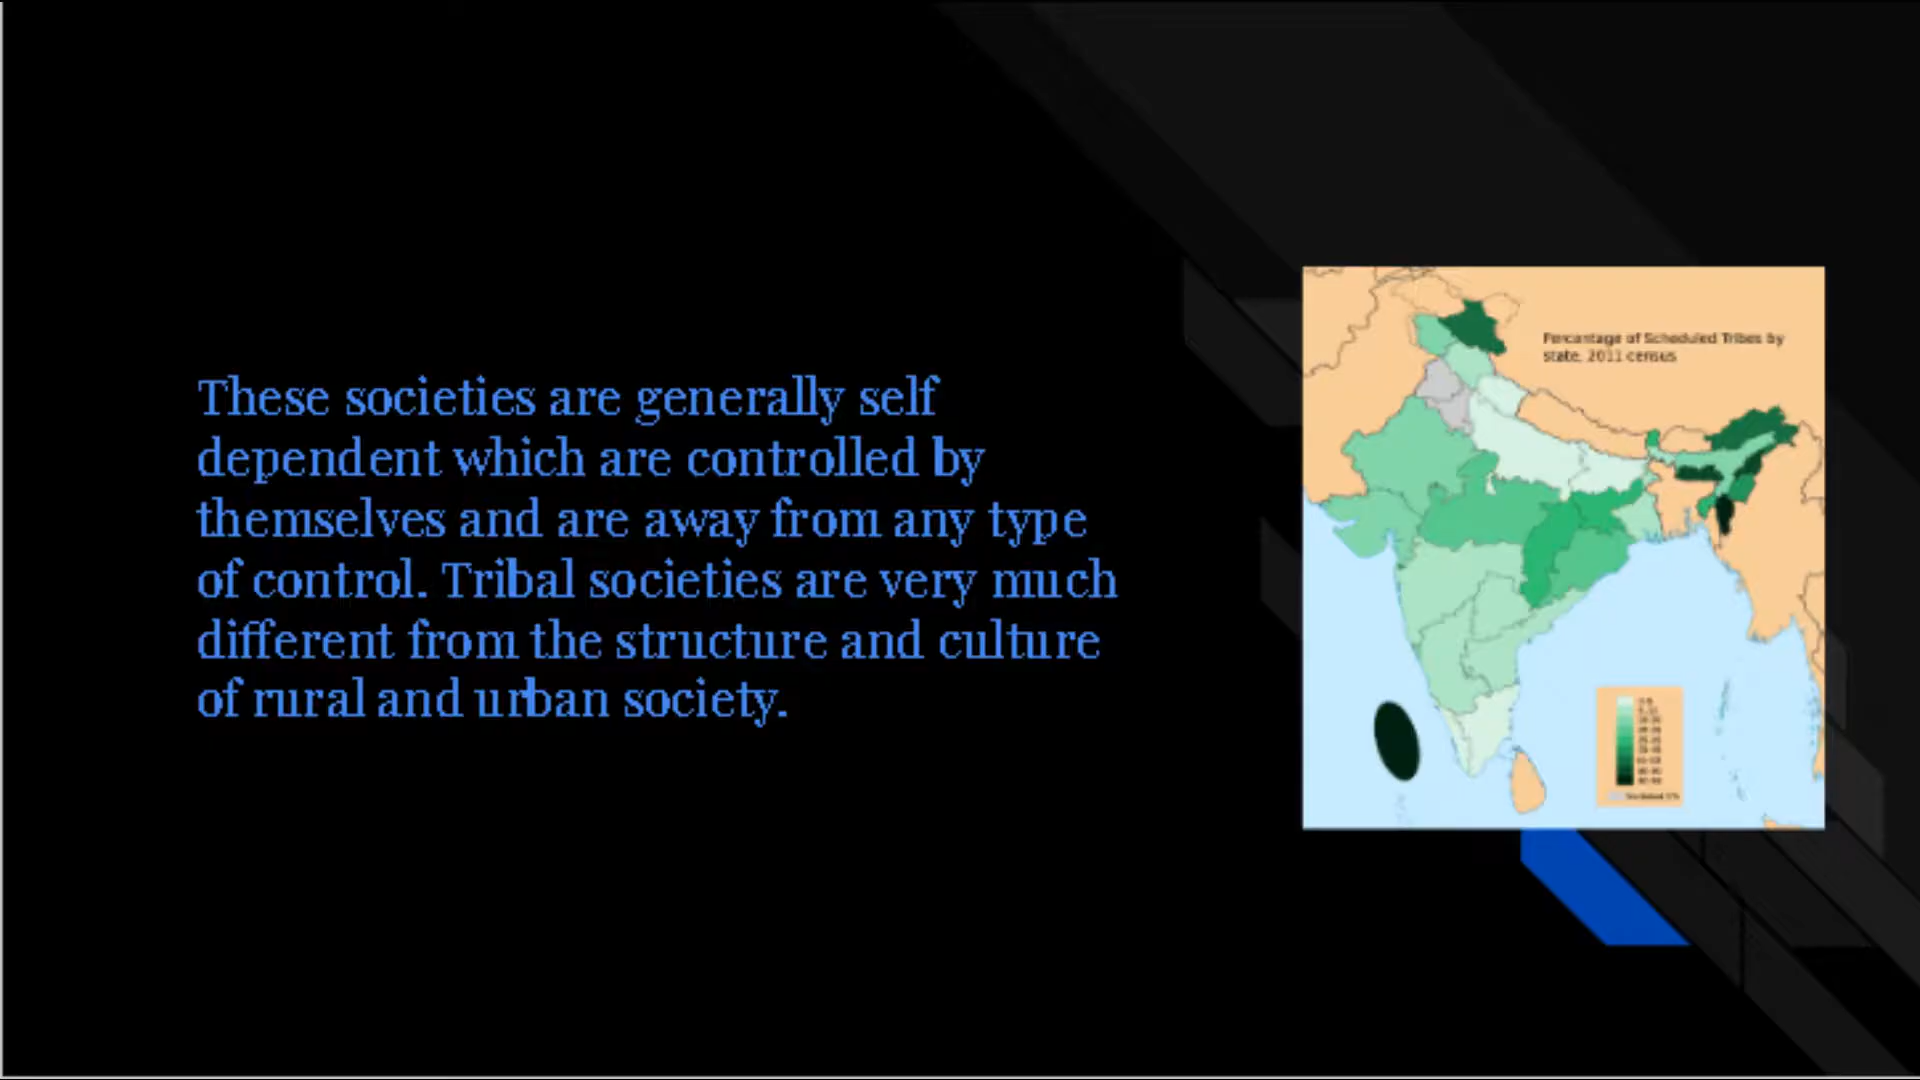 These societies are generally self
dependent which are controlled by
themselves and are away from any type
of control. Tribal societies are very much
different from the structure and culture
of rural and urban society.
Percentage of Scheduled Tribes by
state, 2011 census